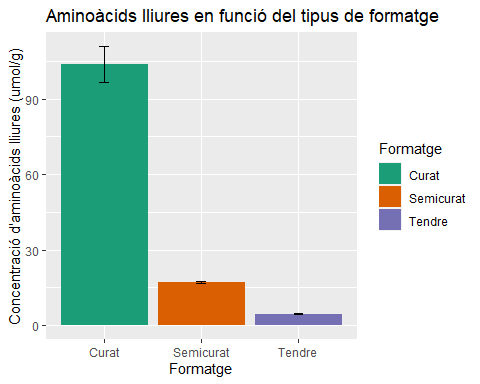 Aminoàcids lliures en funció del tipus de formatge
Concentració d'aminoàcids lliures (umol/g)
90
60
30
0
Curat
Semicurat
Tendre
Formatge
Formatge
Curat
Semicurat
Tendre